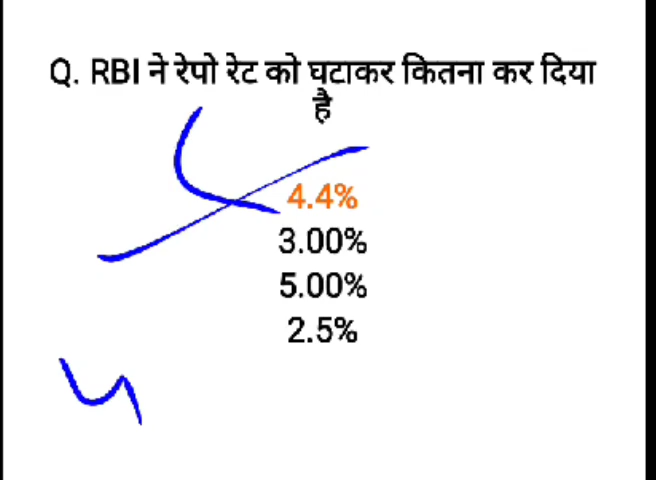 Q. RBI ने रेपो रेट को घटाकर कितना कर दिया
है
4.4%
3.00%
5.00%
2.5%